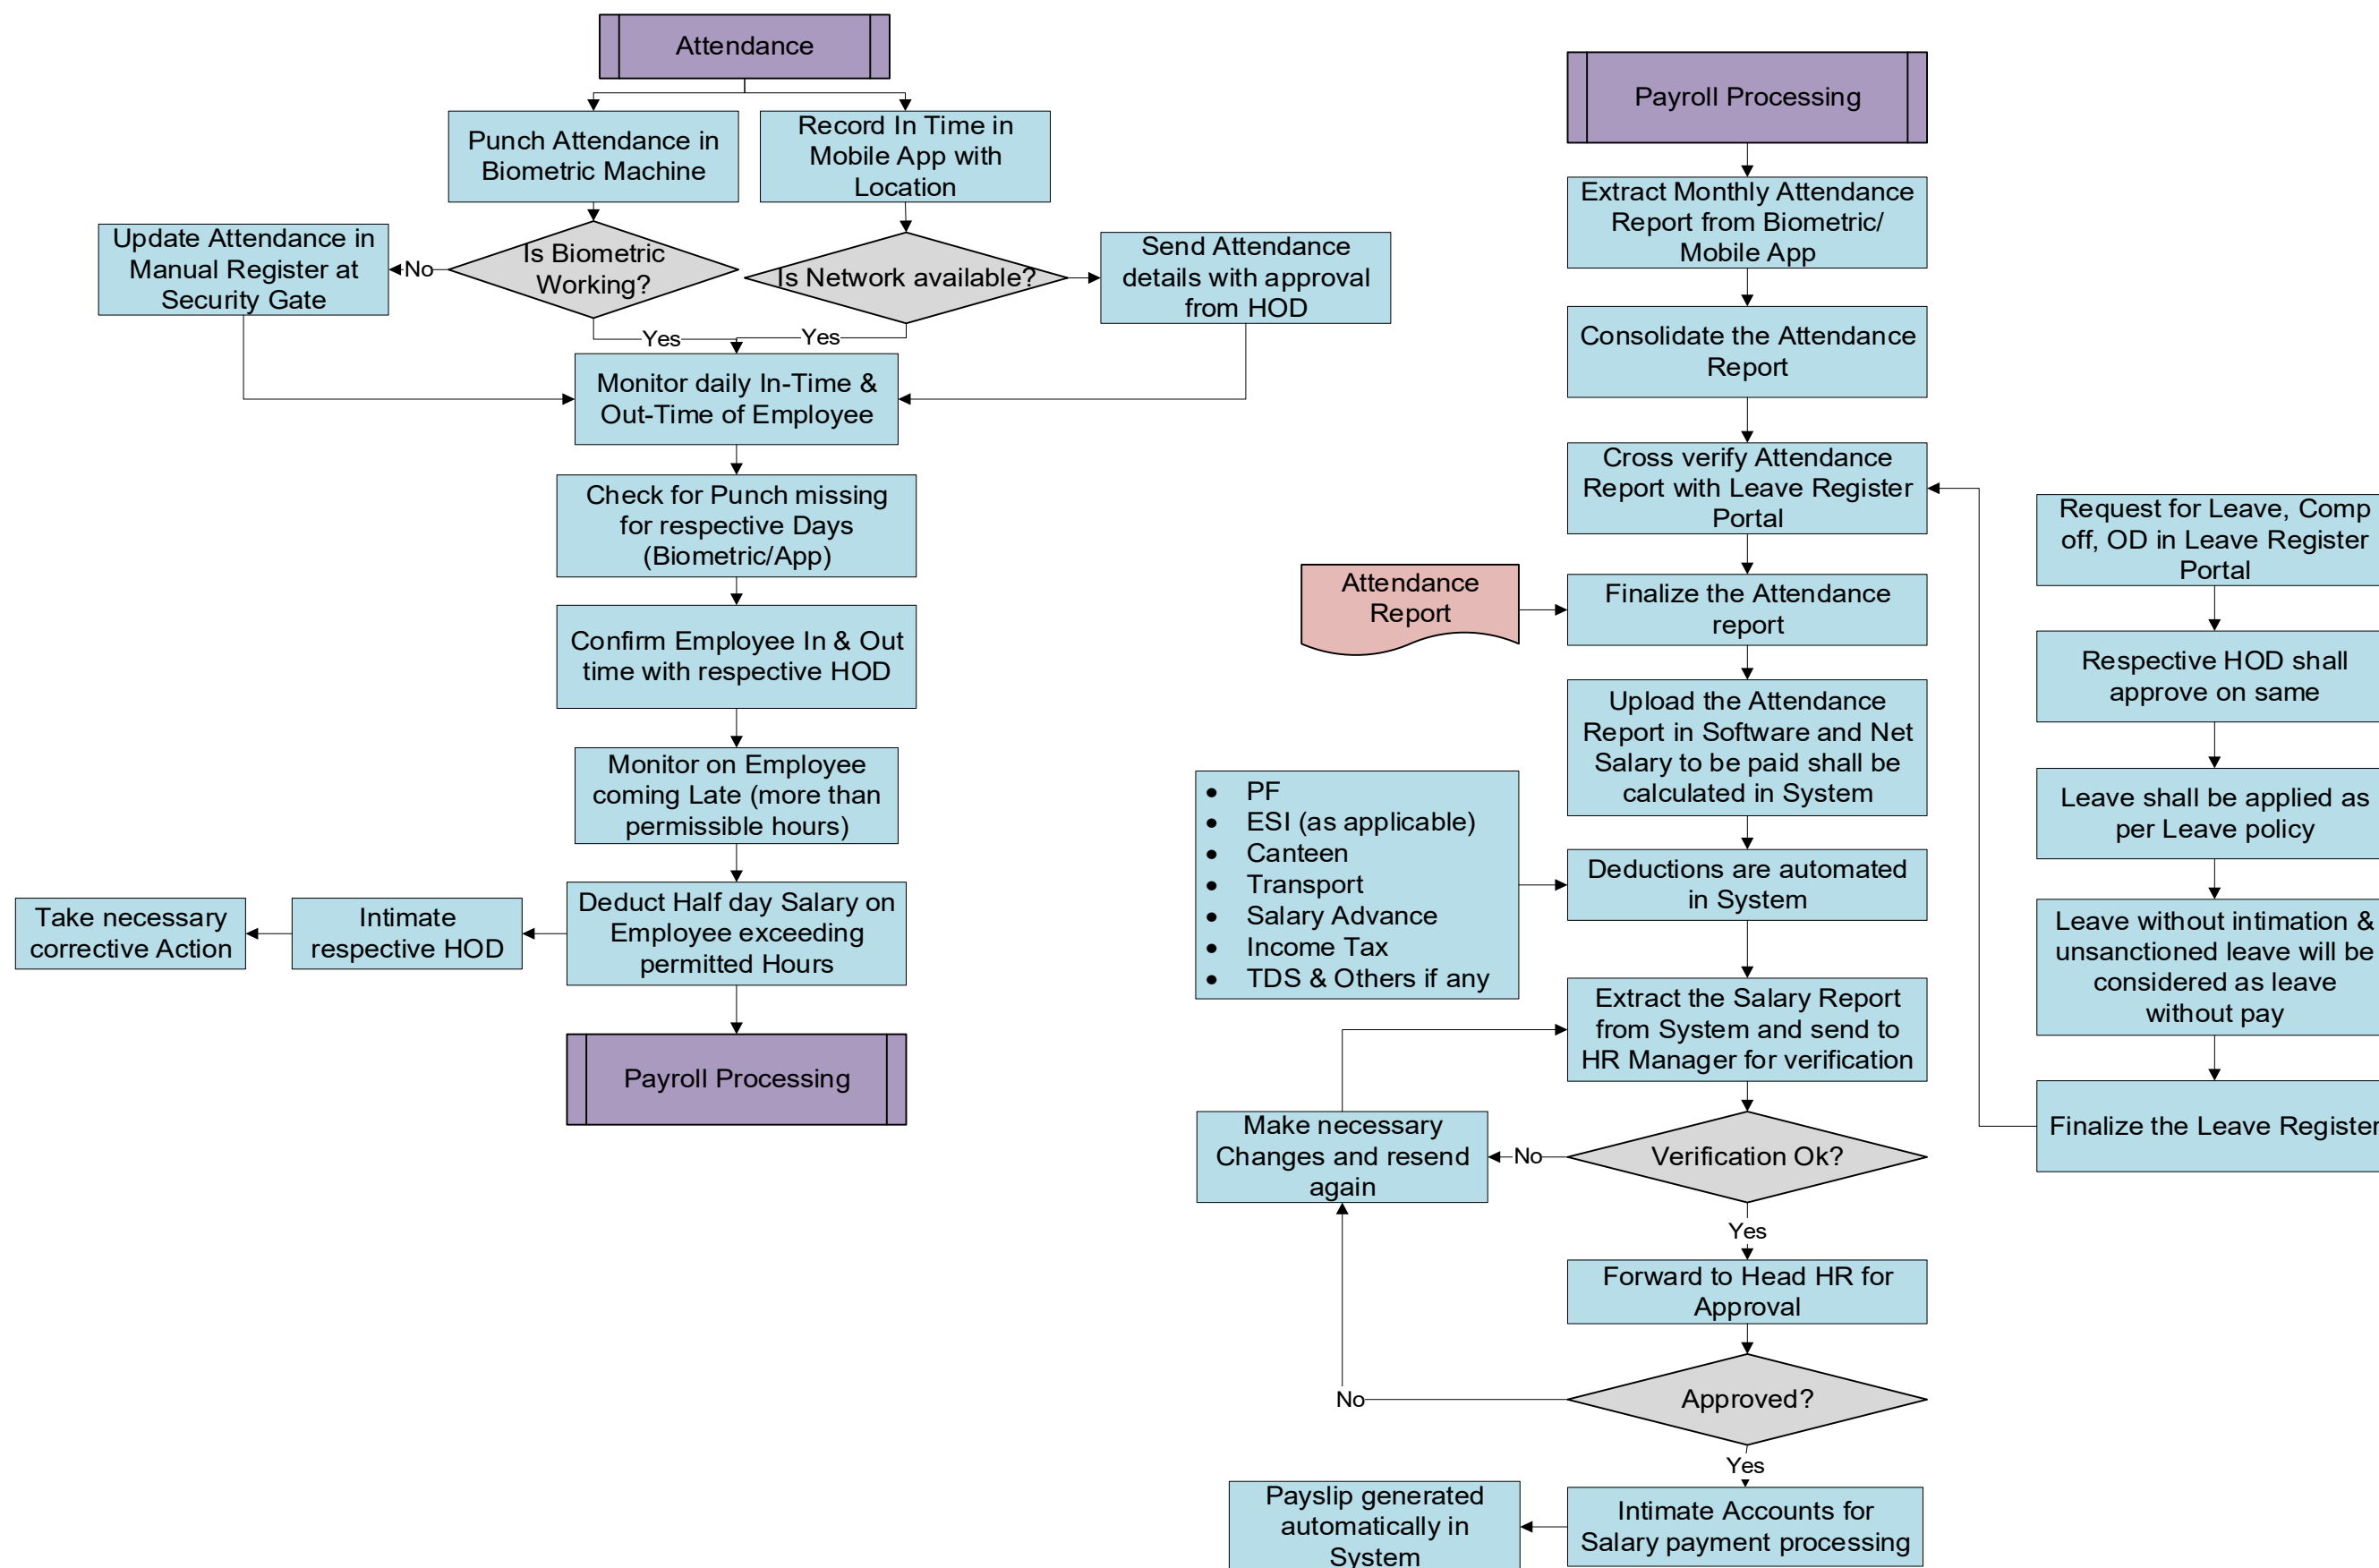 Attendance
Punch Attendance in
Biometric Machine
Record In Time in
Mobile App with
Location
Update Attendance in
Manual Register at
Security Gate
No
Is Biometric
Working?
Is Network available?
Send Attendance
details with approval
from HOD
Yes
Yes
Monitor daily In-Time &
Out-Time of Employee
Check for Punch missing
for respective Days
(Biometric/App)
Confirm Employee In & Out
time with respective HOD
Monitor on Employee
coming Late (more than
permissible hours)
Deduct Half day Salary on
Employee exceeding
permitted Hours
Intimate
respective HOD
Take necessary
corrective Action
Payroll Processing
Payroll Processing
Extract Monthly Attendance
Report from Biometric/
Mobile App
Consolidate the Attendance
Report
Cross verify Attendance
Report with Leave Register
Portal
Attendance
Report
Finalize the Attendance
report
Upload the Attendance
Report in Software and Net
Salary to be paid shall be
calculated in System
• PF
• ESI (as applicable)
• Canteen
• Transport
• Salary Advance
• Income Tax
• TDS & Others if any
Deductions are automated
in System
Extract the Salary Report
from System and send to
HR Manager for verification
Make necessary
Changes and resend
again
No
Verification Ok?
Yes
Forward to Head HR for
Approval
No
Approved?
Yes
Intimate Accounts for
Salary payment processing
Payslip generated
automatically in
System
Request for Leave, Comp
off, OD in Leave Register
Portal
Respective HOD shall
approve on same
Leave shall be applied as
per Leave policy
Leave without intimation &
unsanctioned leave will be
considered as leave
without pay
Finalize the Leave Register